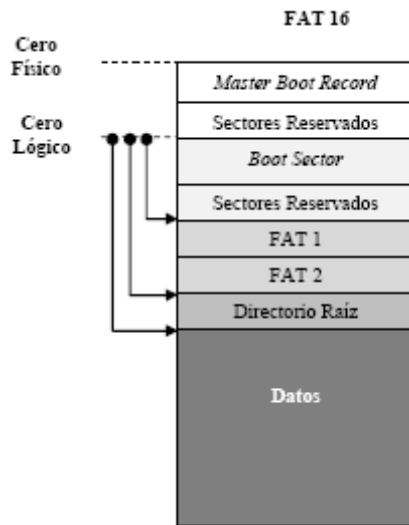 FAT 16
Cero
Físico
Master Boot Record
Sectores Reservados
Cero
Lógico
Boot Sector
Sectores Reservados
FAT 1
FAT 2
Directorio Raíz
Datos